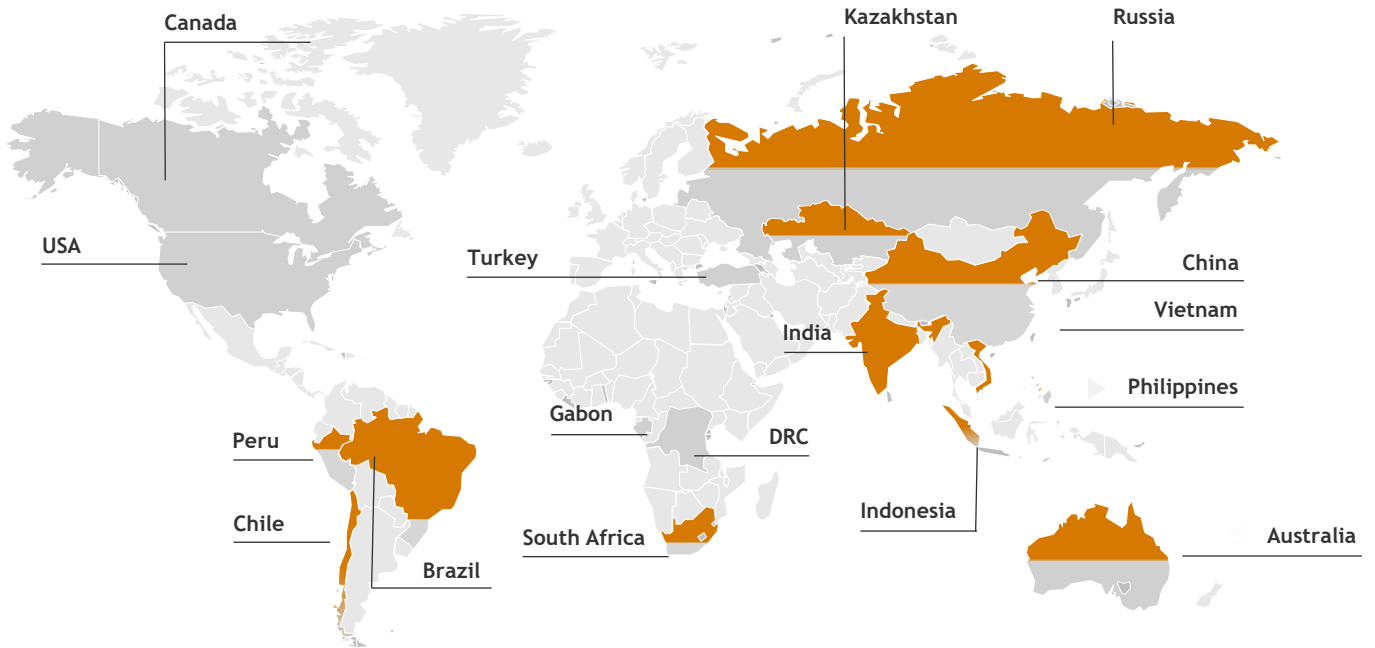 Canada
Kazakhstan
Russia
USA
Turkey
China
Vietnam
India
Philippines
Gabon
Peru
DRC
Indonesia
Chile
South Africa
Australia
Brazil